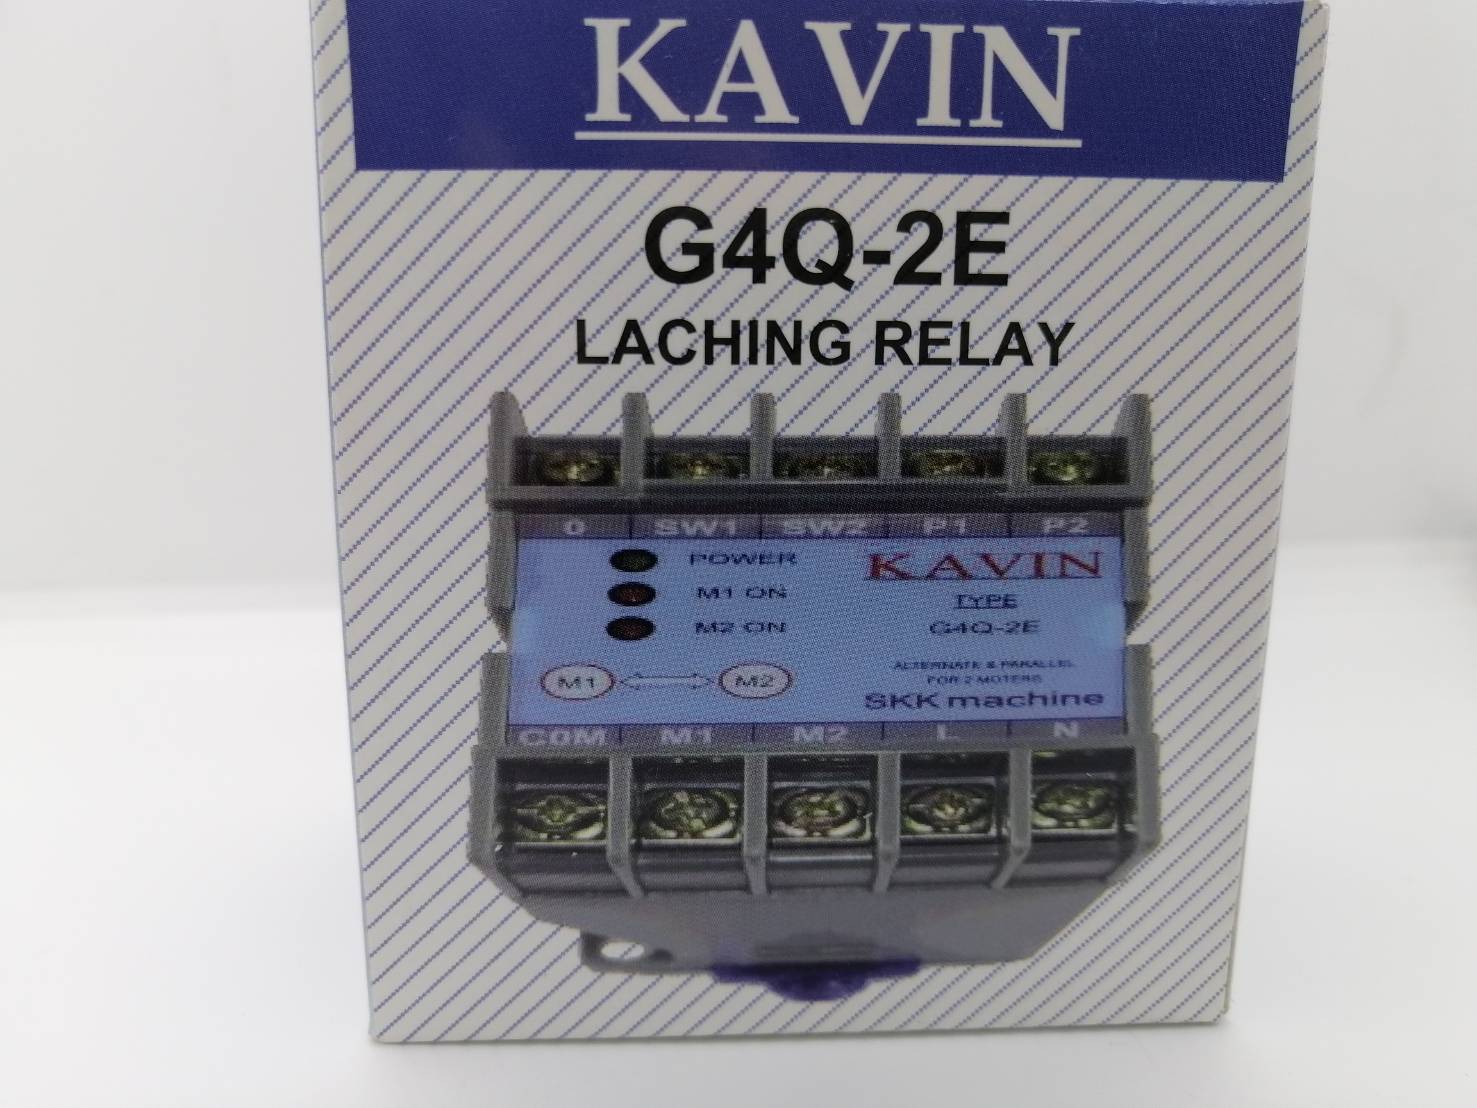 KAVIN
G4Q-2E
LACHING RELAY
0 SW1 SW2 P1 P2
POWER
M1 ON
M2 ON
KAVIN
TYPE
G4Q-2E
M1 M2
ALTERNATE & PARALLEL
FOR 2 MOTERS
SKK machine
COM M1 M2 L N